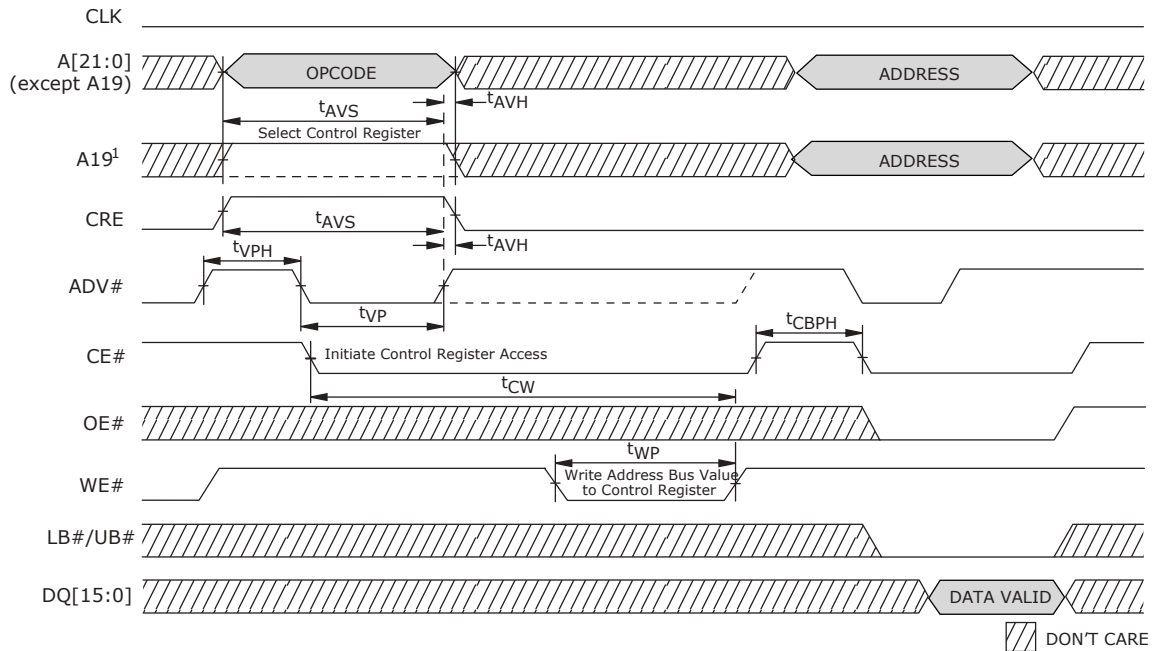 CLK
A[21:0]
(except A19)
OPCODE
ADDRESS
tAVS
tAVH
Select Control Register
A19¹
ADDRESS
CRE
tAVS
tAVH
tVPH
ADV#
tVP
tCBPH
CE#
Initiate Control Register Access
tCW
OE#
tWP
WE#
Write Address Bus Value
to Control Register
LB#/UB#
DQ[15:0]
DATA VALID
DON'T CARE